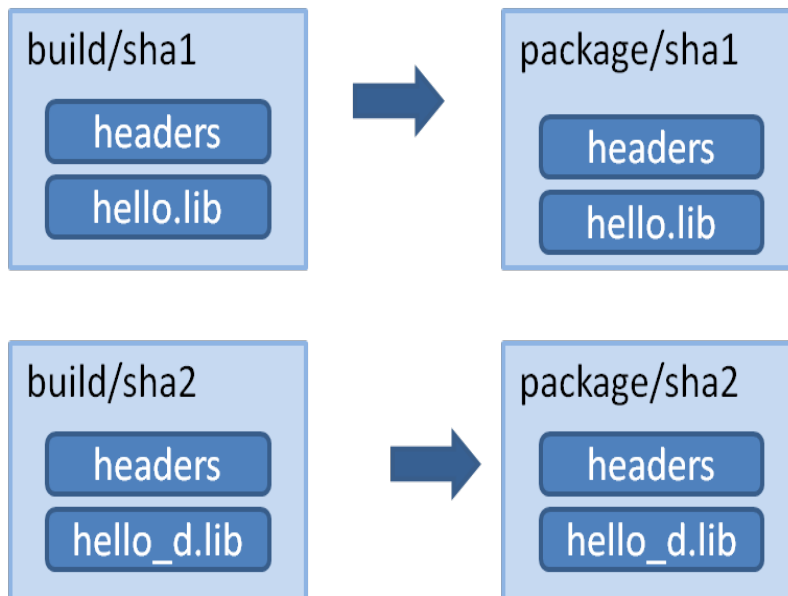 build/sha1
headers
hello.lib
package/sha1
headers
hello.lib
build/sha2
headers
hello_d.lib
package/sha2
headers
hello_d.lib